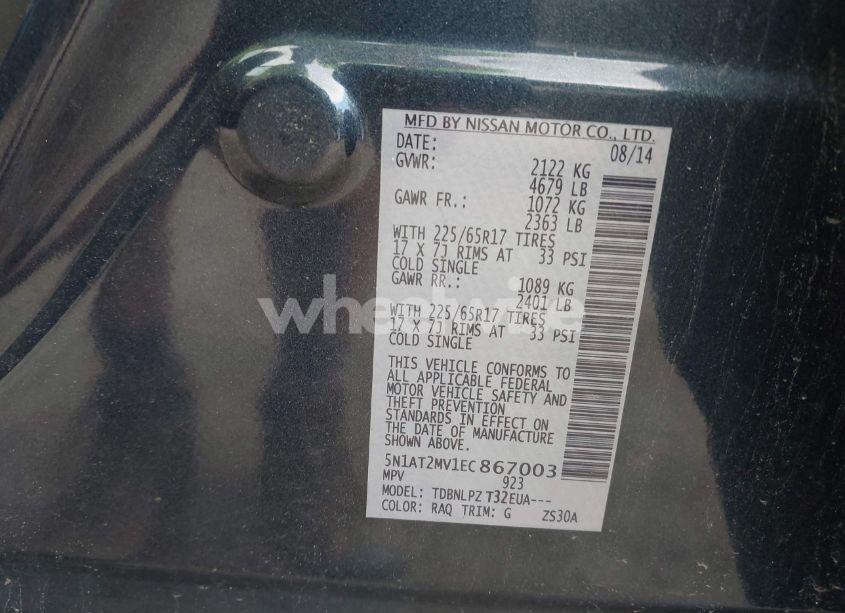 MFD BY NISSAN MOTOR CO., LTD.
DATE: 08/14
GVWR: 2122 KG
4679 LB
GAWR FR.: 1072 KG
2363 LB
WITH 225/65R17 TIRES
17 X 7J RIMS AT 33 PSI
COLD SINGLE
GAWR RR.: 1089 KG
2401 LB
WITH 225/65R17 TIRES
17 X 7J RIMS AT 33 PSI
COLD SINGLE
THIS VEHICLE CONFORMS TO
ALL APPLICABLE FEDERAL
MOTOR VEHICLE SAFETY AND
THEFT PREVENTION
STANDARDS IN EFFECT ON
THE DATE OF MANUFACTURE
SHOWN ABOVE.
5N1AT2MV1EC867003
MPV 923
MODEL: TDBNLPZ T32EUA---
COLOR: RAQ TRIM: G ZS30A
wheelwise